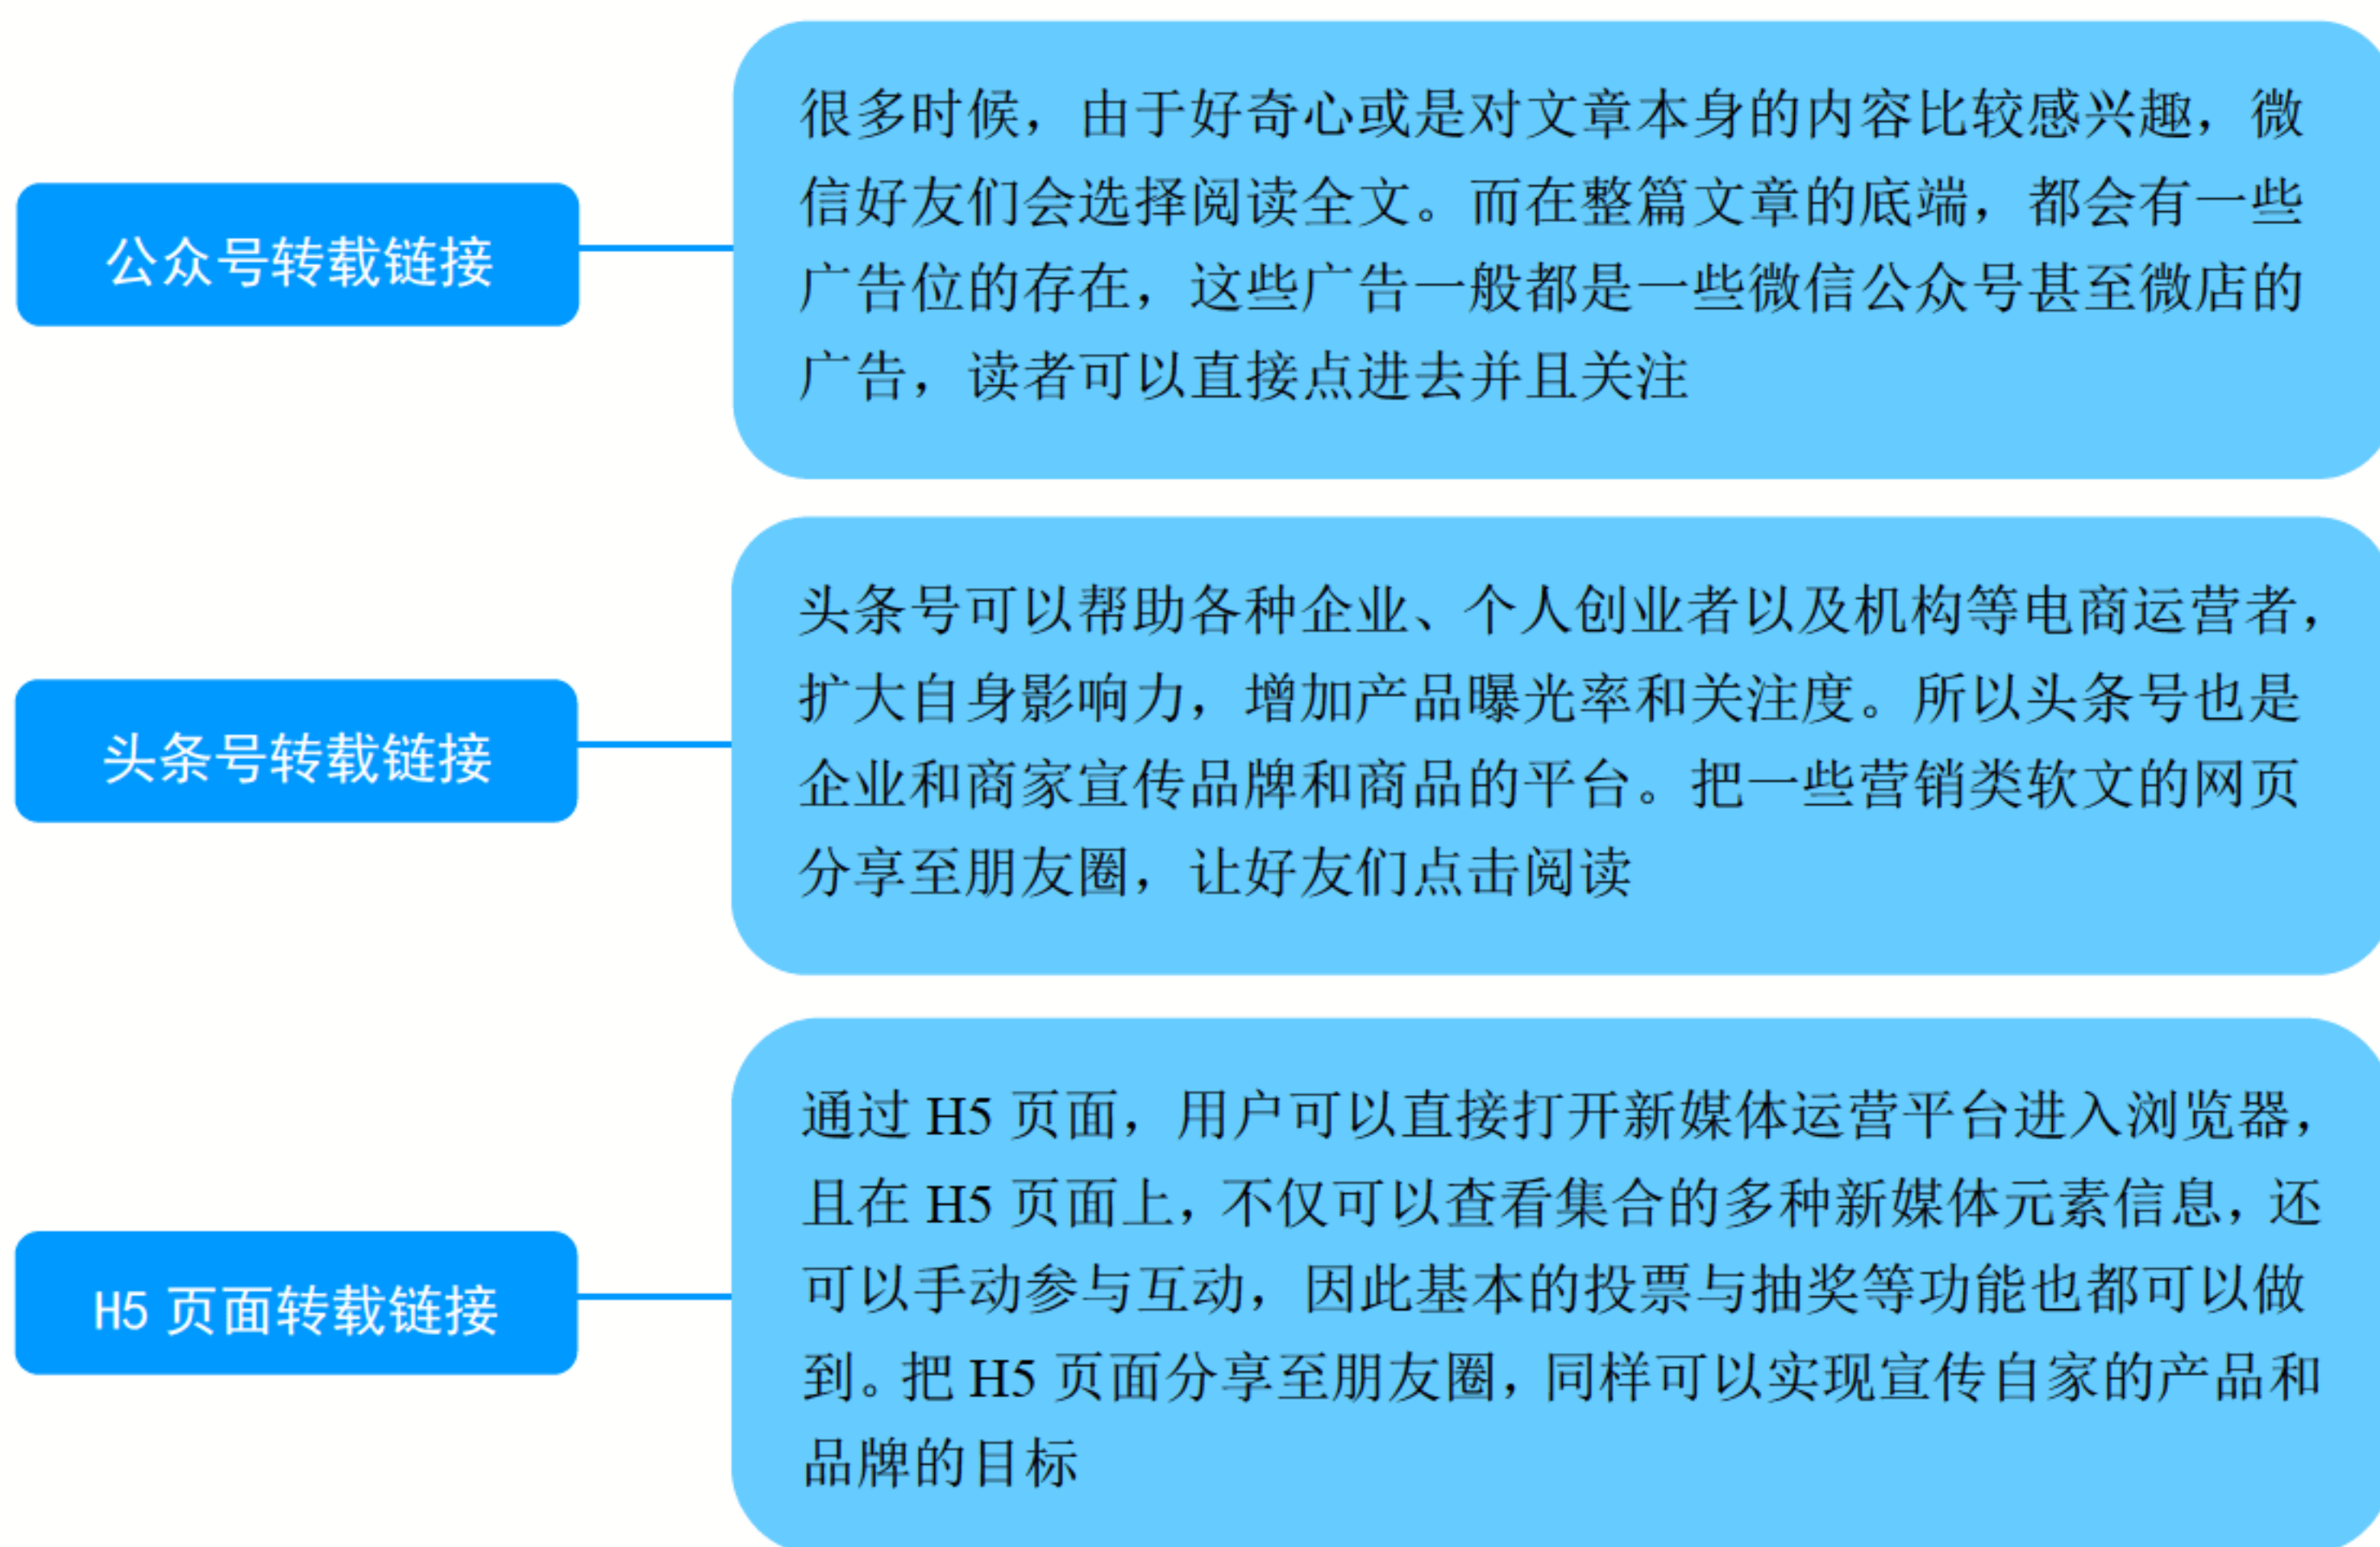 公众号转载链接
很多时候，由于好奇心或是对文章本身的内容比较感兴趣，微
信好友们会选择阅读全文。而在整篇文章的底端，都会有一些
广告位的存在，这些广告一般都是一些微信公众号甚至微店的
广告，读者可以直接点进去并且关注
头条号转载链接
头条号可以帮助各种企业、个人创业者以及机构等电商运营者，
扩大自身影响力，增加产品曝光率和关注度。所以头条号也是
企业和商家宣传品牌和商品的平台。把一些营销类软文的网页
分享至朋友圈，让好友们点击阅读
H5 页面转载链接
通过 H5 页面，用户可以直接打开新媒体运营平台进入浏览器，
且在 H5 页面上，不仅可以查看集合的多种新媒体元素信息，还
可以手动参与互动，因此基本的投票与抽奖等功能也都可以做
到。把 H5 页面分享至朋友圈，同样可以实现宣传自家的产品和
品牌的目标